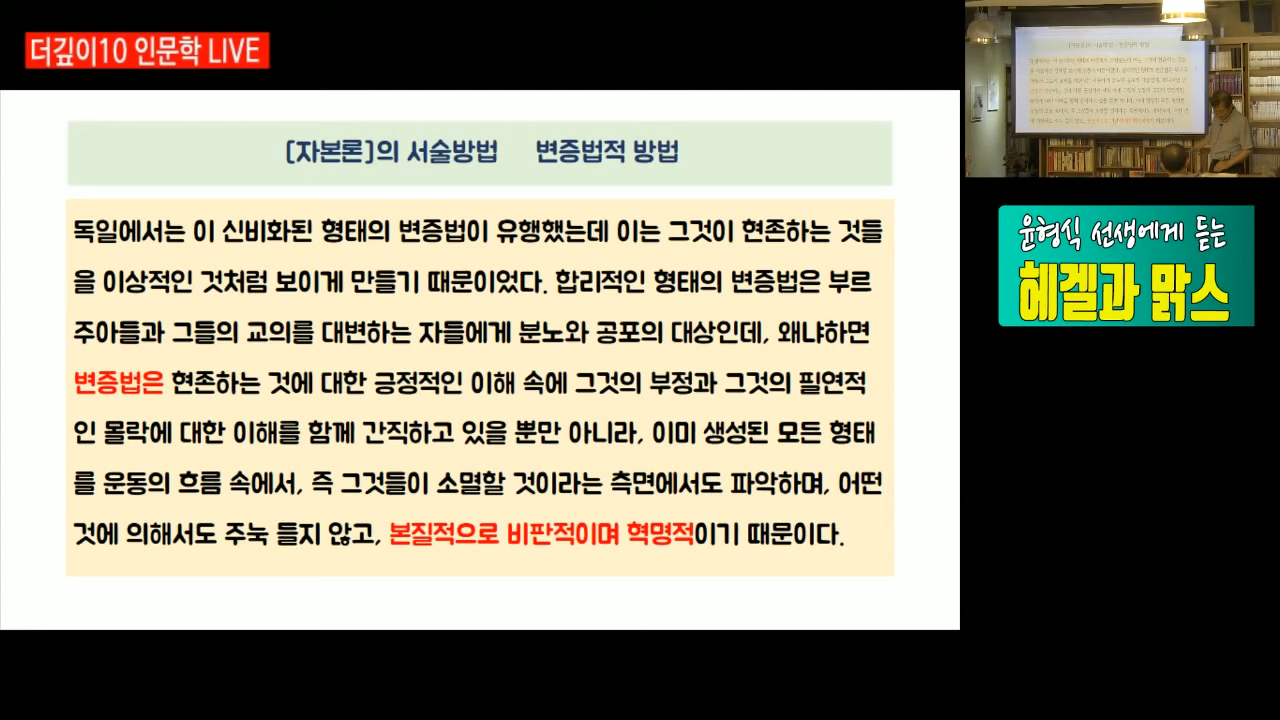 더깊이10 인문학 LIVE
[자본론]의 서술방법 변증법적 방법
독일에서는 이 신비화된 형태의 변증법이 유행했는데 이는 그것이 현존하는 것들
을 이상적인 것처럼 보이게 만들기 때문이었다. 합리적인 형태의 변증법은 부르
주아들과 그들의 교의를 대변하는 자들에게 분노와 공포의 대상인데, 왜냐하면
변증법은 현존하는 것에 대한 긍정적인 이해 속에 그것의 부정과 그것의 필연적
인 몰락에 대한 이해를 함께 간직하고 있을 뿐만 아니라, 이미 생성된 모든 형태
를 운동의 흐름 속에서, 즉 그것들이 소멸할 것이라는 측면에서도 파악하며, 어떤
것에 의해서도 주눅 들지 않고, 본질적으로 비판적이며 혁명적이기 때문이다.
윤형식 선생에게 듣는
헤겔과 맑스